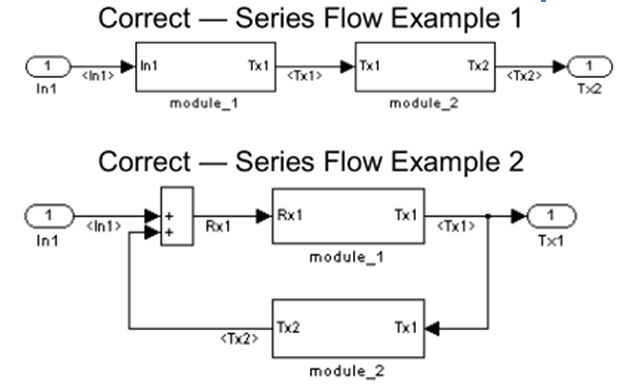 Correct — Series Flow Example 1
1 <In1> In1 Tx1 <Tx1> Tx1 Tx2 <Tx2> 1
In1 module_1 module_2 Tx2
Correct — Series Flow Example 2
1 <In1> + Rx1 Rx1 Tx1 <Tx1> 1
+
In1 module_1 Tx1
<Tx2> Tx2 Tx1
module_2